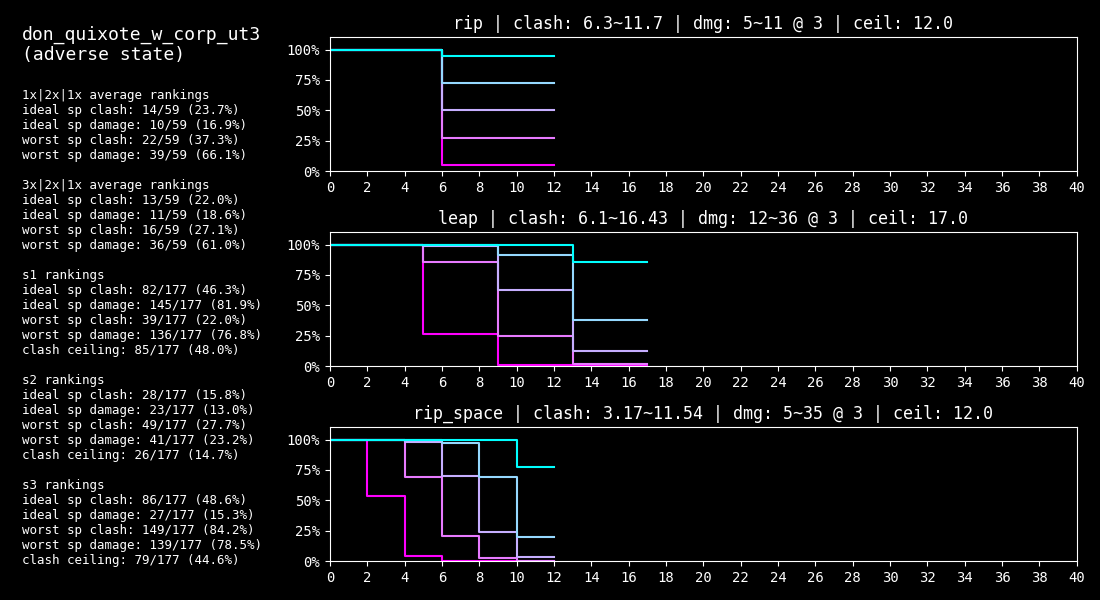 don_quixote_w_corp_ut3
(adverse state)
1x|2x|1x average rankings
ideal sp clash: 14/59 (23.7%)
ideal sp damage: 10/59 (16.9%)
worst sp clash: 22/59 (37.3%)
worst sp damage: 39/59 (66.1%)
3x|2x|1x average rankings
ideal sp clash: 13/59 (22.0%)
ideal sp damage: 11/59 (18.6%)
worst sp clash: 16/59 (27.1%)
worst sp damage: 36/59 (61.0%)
s1 rankings
ideal sp clash: 82/177 (46.3%)
ideal sp damage: 145/177 (81.9%)
worst sp clash: 39/177 (22.0%)
worst sp damage: 136/177 (76.8%)
clash ceiling: 85/177 (48.0%)
s2 rankings
ideal sp clash: 28/177 (15.8%)
ideal sp damage: 23/177 (13.0%)
worst sp clash: 49/177 (27.7%)
worst sp damage: 41/177 (23.2%)
clash ceiling: 26/177 (14.7%)
s3 rankings
ideal sp clash: 86/177 (48.6%)
ideal sp damage: 27/177 (15.3%)
worst sp clash: 149/177 (84.2%)
worst sp damage: 139/177 (78.5%)
clash ceiling: 79/177 (44.6%)
rip | clash: 6.3~11.7 | dmg: 5~11 @ 3 | ceil: 12.0
100%
75%
50%
25%
0%
0 2 4 6 8 10 12 14 16 18 20 22 24 26 28 30 32 34 36 38 40
leap | clash: 6.1~16.43 | dmg: 12~36 @ 3 | ceil: 17.0
100%
75%
50%
25%
0%
0 2 4 6 8 10 12 14 16 18 20 22 24 26 28 30 32 34 36 38 40
rip_space | clash: 3.17~11.54 | dmg: 5~35 @ 3 | ceil: 12.0
100%
75%
50%
25%
0%
0 2 4 6 8 10 12 14 16 18 20 22 24 26 28 30 32 34 36 38 40